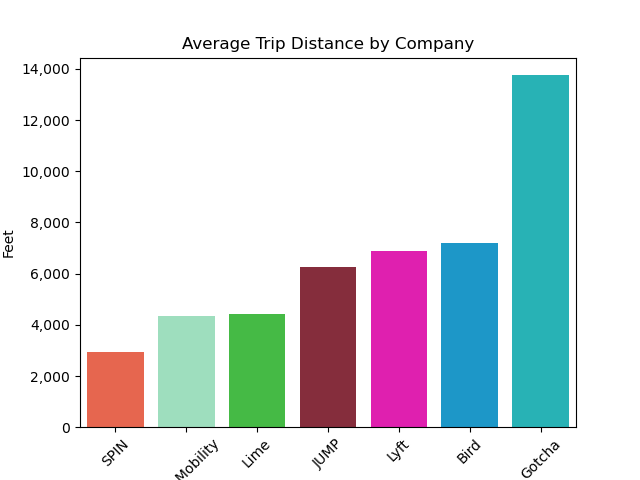 Average Trip Distance by Company
Feet
14,000
12,000
10,000
8,000
6,000
4,000
2,000
0
SPIN
Mobility
Lime
JUMP
Lyft
Bird
Gotcha